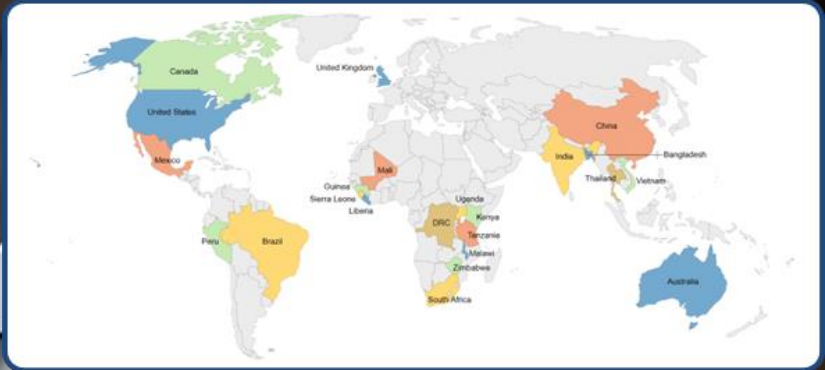 United Kingdom
Canada
United States
China
Mexico
India
Bangladesh
Mali
Thailand
Vietnam
Guinea
Sierra Leone
Uganda
Liberia
Kenya
DRC
Tanzania
Peru
Brazil
Malawi
Zimbabwe
Australia
South Africa